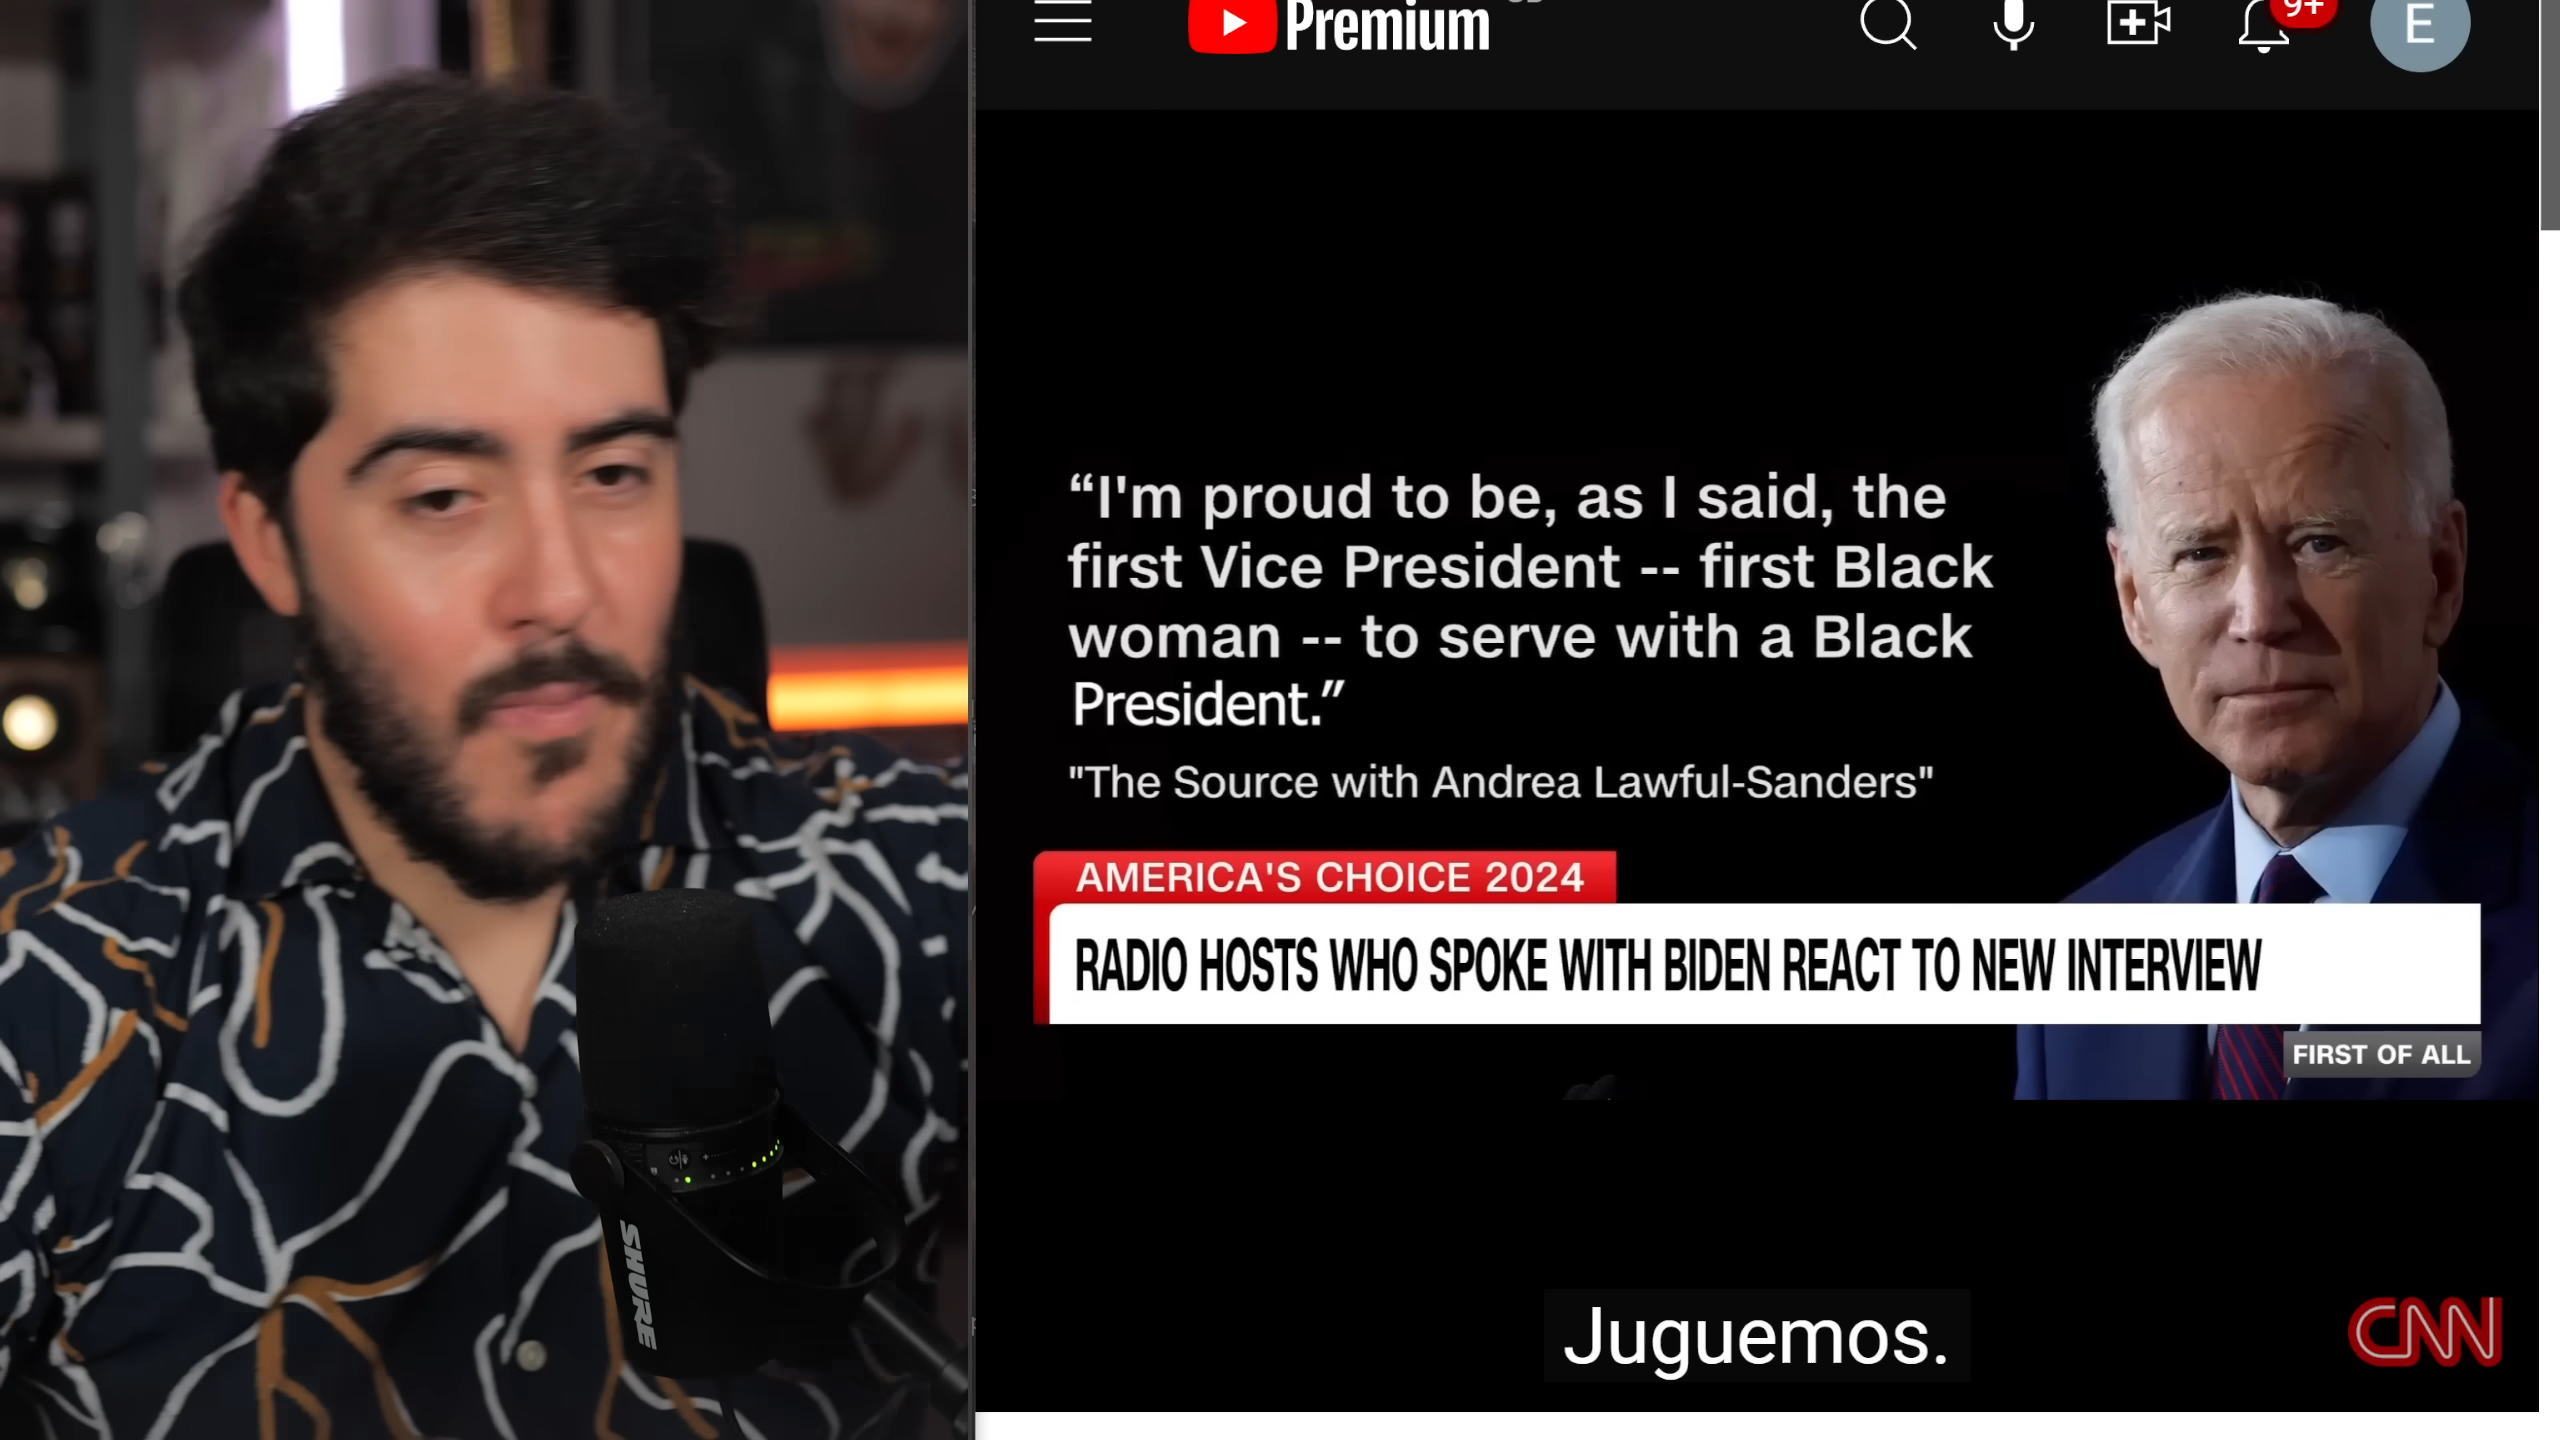 Premium
9+
E
“I'm proud to be, as I said, the
first Vice President -- first Black
woman -- to serve with a Black
President.”
"The Source with Andrea Lawful-Sanders"
AMERICA'S CHOICE 2024
RADIO HOSTS WHO SPOKE WITH BIDEN REACT TO NEW INTERVIEW
FIRST OF ALL
SHURE
Juguemos.
CNN